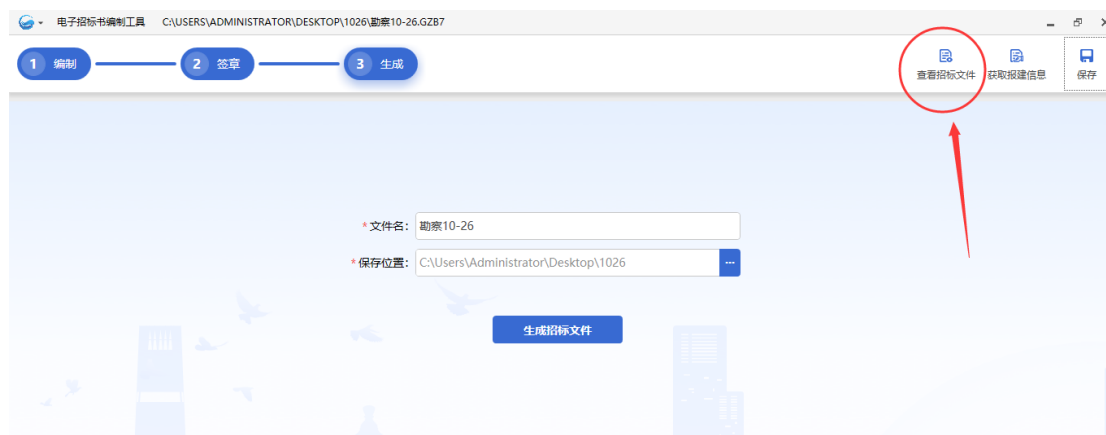 电子招标书编制工具 C:\USERS\ADMINISTRATOR\DESKTOP\1026\勘察10-26.GZB7
1 编制 2 签章 3 生成
查看招标文件 获取报建信息 保存
*文件名: 勘察10-26
*保存位置: C:\Users\Administrator\Desktop\1026 ...
生成招标文件